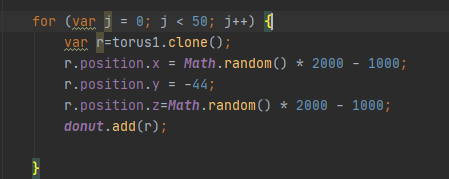 for (var j = 0; j < 50; j++) {
var r=torus1.clone();
r.position.x = Math.random() * 2000 - 1000;
r.position.y = -44;
r.position.z=Math.random() * 2000 - 1000;
donut.add(r);
}